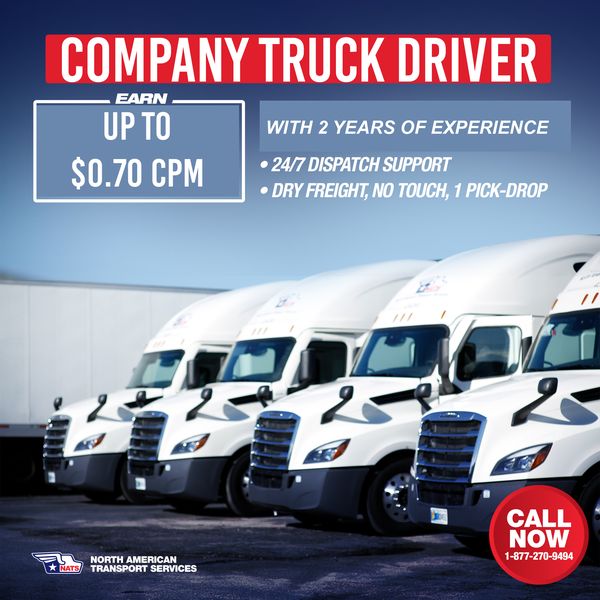 COMPANY TRUCK DRIVER
EARN
UP TO
$0.70 CPM
WITH 2 YEARS OF EXPERIENCE
• 24/7 DISPATCH SUPPORT
• DRY FREIGHT, NO TOUCH, 1 PICK-DROP
CALL
NOW
1-877-270-9494
NATS
NORTH AMERICAN
TRANSPORT SERVICES